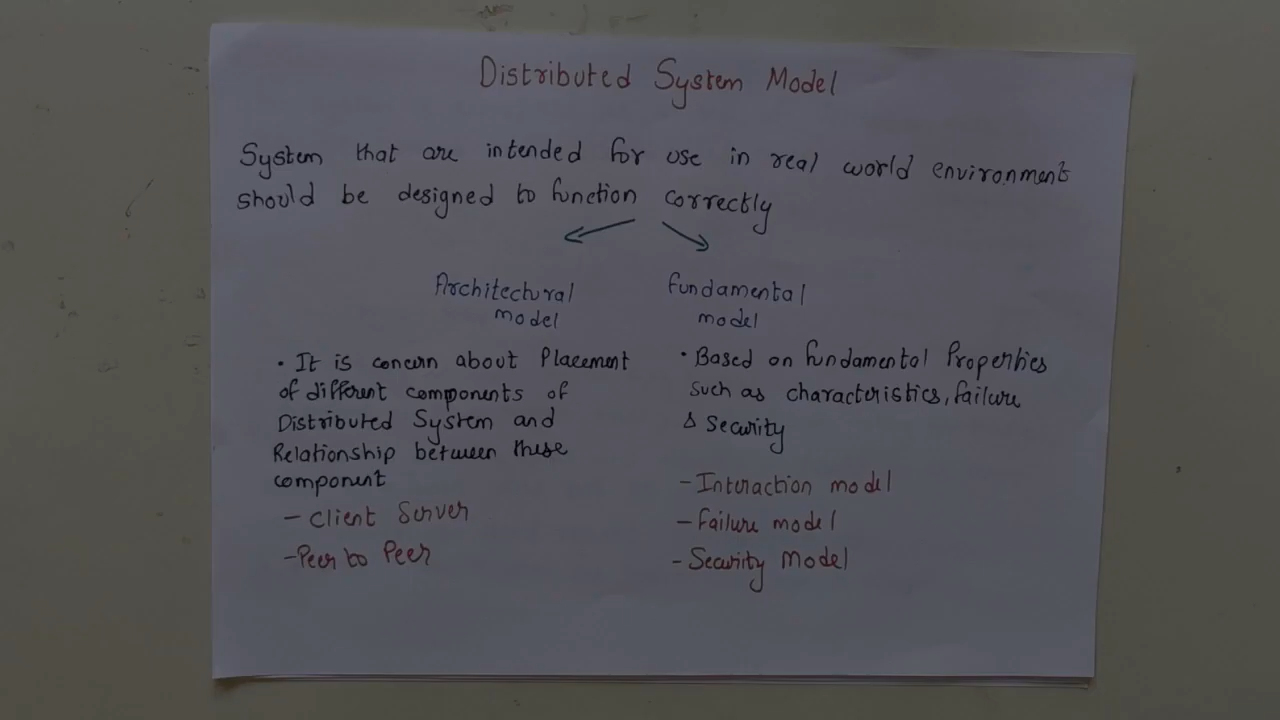 Distributed System Model
System that are intended for use in real world environment
should be designed to function correctly
Architectural
model
• It is concern about Placement
of different components of
Distributed System and
Relationship between these
component
- Client Server
- Peer to Peer
Fundamental
model
• Based on fundamental Properties
such as characteristics, failure
& Security
- Interaction model
- Failure model
- Security Model